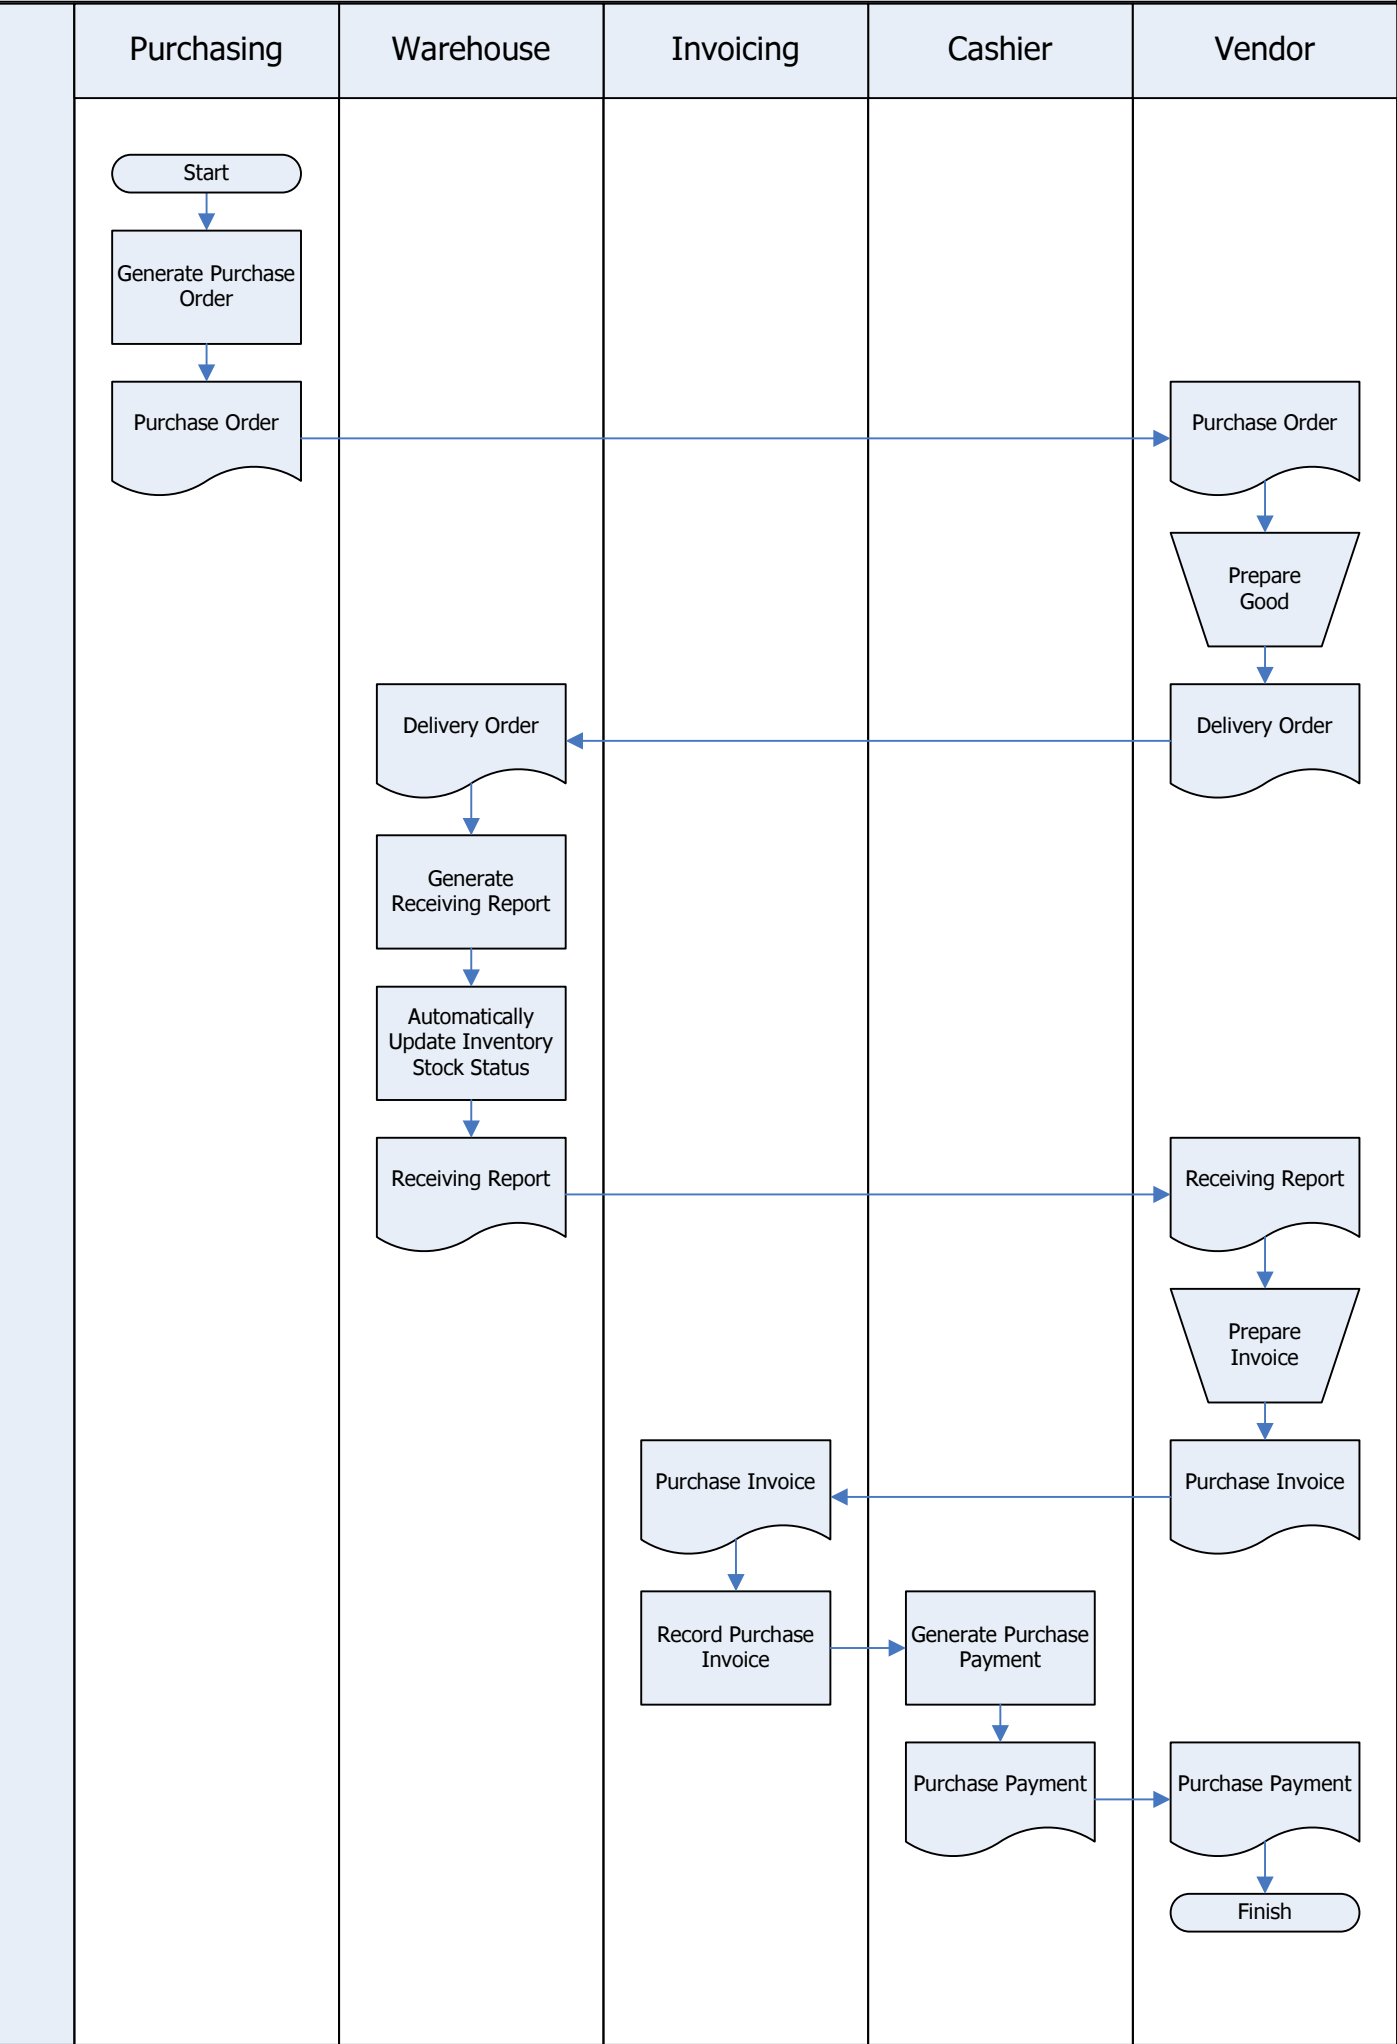 Purchasing
Warehouse
Invoicing
Cashier
Vendor
Start
Generate Purchase
Order
Purchase Order
Purchase Order
Prepare
Good
Delivery Order
Delivery Order
Generate
Receiving Report
Automatically
Update Inventory
Stock Status
Receiving Report
Receiving Report
Prepare
Invoice
Purchase Invoice
Purchase Invoice
Record Purchase
Invoice
Generate Purchase
Payment
Purchase Payment
Purchase Payment
Finish